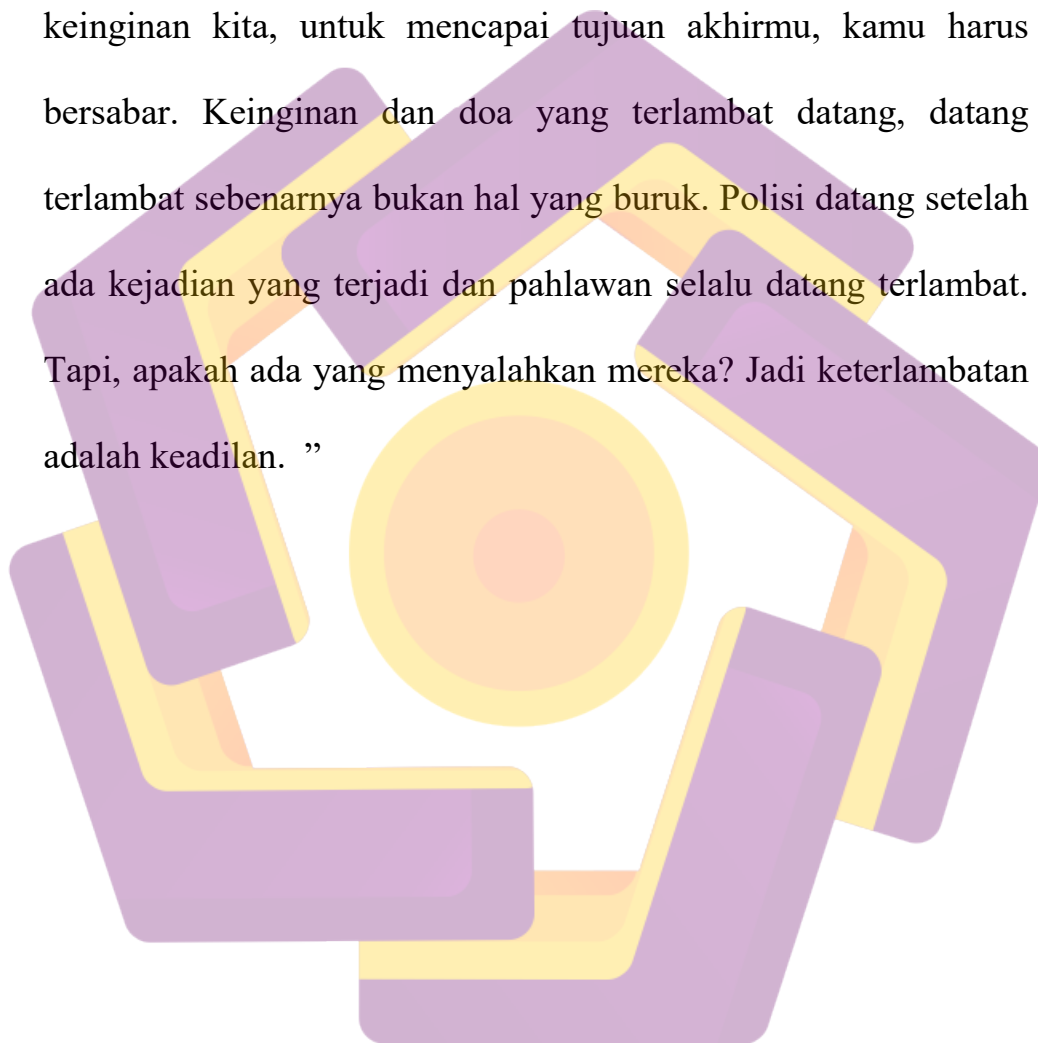 keinginan kita, untuk mencapai tujuan akhirmu, kamu harus
bersabar. Keinginan dan doa yang terlambat datang, datang
terlambat sebenarnya bukan hal yang buruk. Polisi datang setelah
ada kejadian yang terjadi dan pahlawan selalu datang terlambat.
Tapi, apakah ada yang menyalahkan mereka? Jadi keterlambatan
adalah keadilan. ”